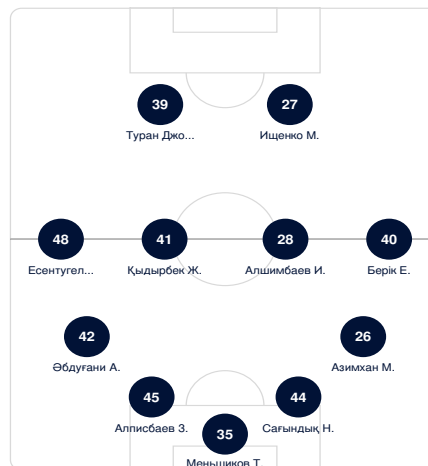 39 27
Туран Джо... Ищенко М.
48 41 28 40
Есентугел... Қыдырбек Ж. Алшимбаев И. Берік Е.
42 26
Әбдуғани А. Азимхан М.
45 44
Алписбаев З. Сағындық Н.
35
Меньшиков Т.